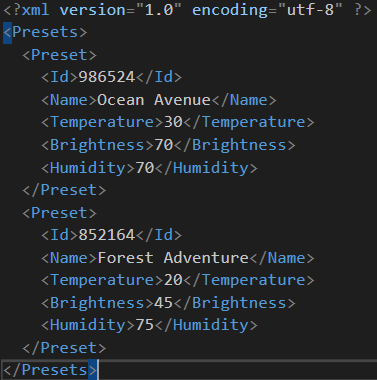 <?xml version="1.0" encoding="utf-8" ?>
<Presets>
  <Preset>
    <Id>986524</Id>
    <Name>Ocean Avenue</Name>
    <Temperature>30</Temperature>
    <Brightness>70</Brightness>
    <Humidity>70</Humidity>
  </Preset>
  <Preset>
    <Id>852164</Id>
    <Name>Forest Adventure</Name>
    <Temperature>20</Temperature>
    <Brightness>45</Brightness>
    <Humidity>75</Humidity>
  </Preset>
</Presets>